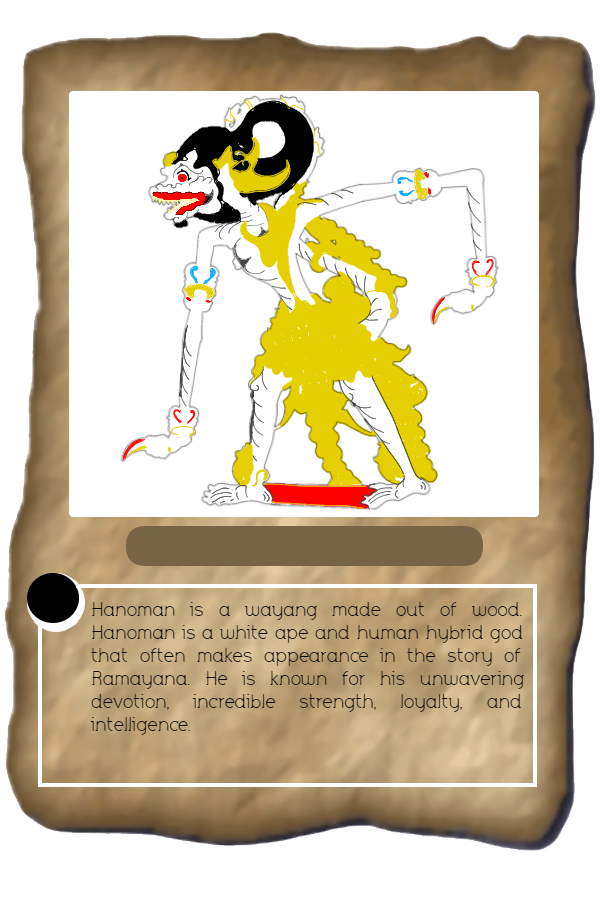 Hanoman is a wayang made out of wood.
Hanoman is a white ape and human hybrid god
that often makes appearance in the story of
Ramayana. He is known for his unwavering
devotion, incredible strength, loyalty, and
intelligence.